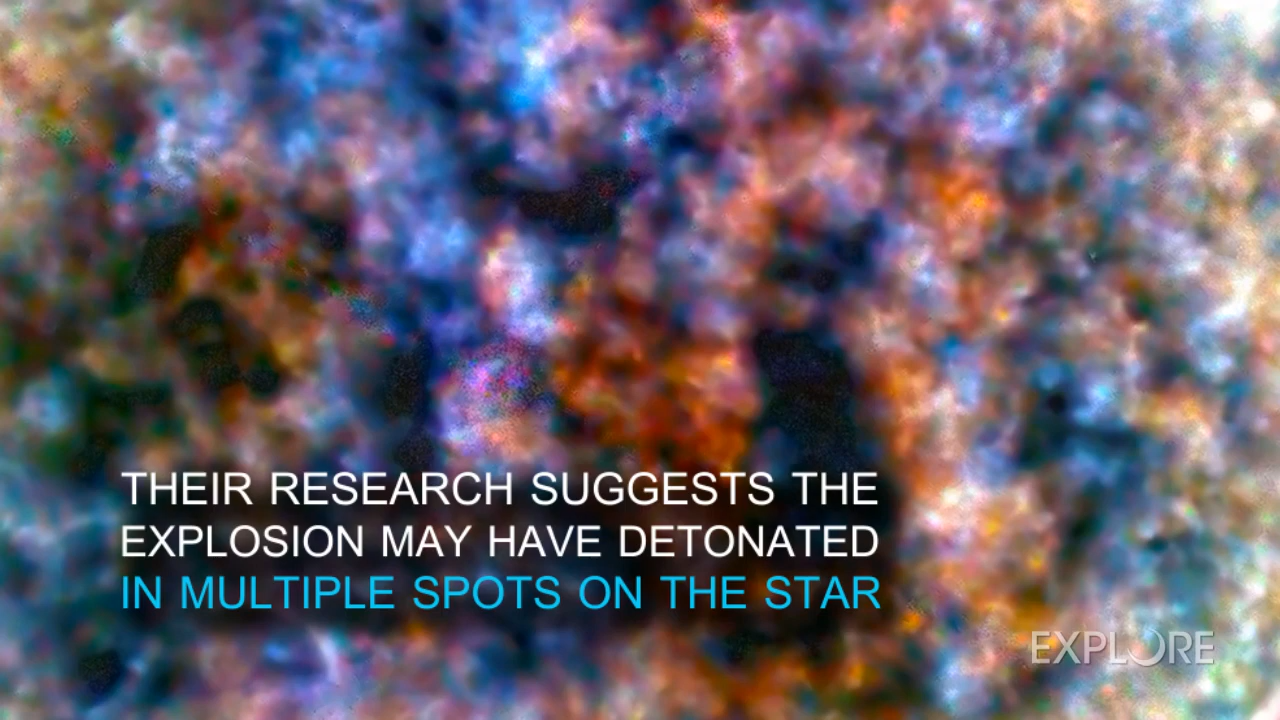 THEIR RESEARCH SUGGESTS THE
EXPLOSION MAY HAVE DETONATED
IN MULTIPLE SPOTS ON THE STAR
EXPLORE